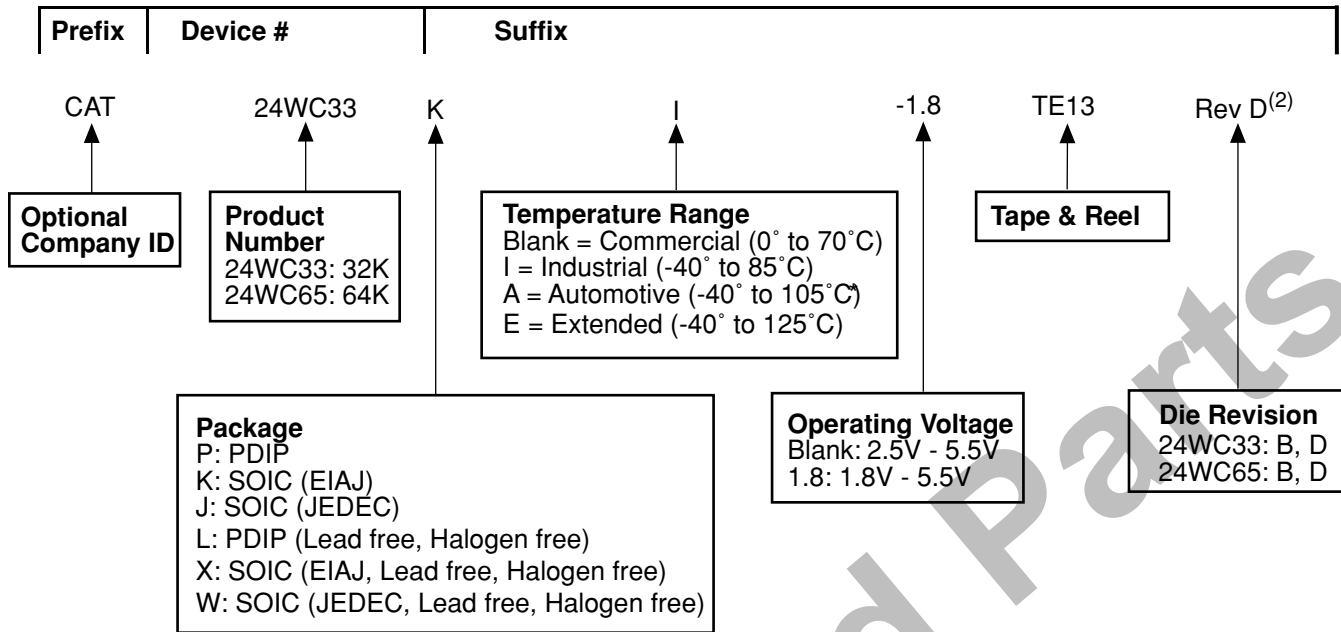 Prefix Device # Suffix
CAT 24WC33 K I -1.8 TE13 Rev D(2)
Optional
Company ID
Product
Number
24WC33: 32K
24WC65: 64K
Temperature Range
Blank = Commercial (0˚ to 70˚C)
I = Industrial (-40˚ to 85˚C)
A = Automotive (-40˚ to 105˚C)*
E = Extended (-40˚ to 125˚C)
Tape & Reel
Package
P: PDIP
K: SOIC (EIAJ)
J: SOIC (JEDEC)
L: PDIP (Lead free, Halogen free)
X: SOIC (EIAJ, Lead free, Halogen free)
W: SOIC (JEDEC, Lead free, Halogen free)
Operating Voltage
Blank: 2.5V - 5.5V
1.8: 1.8V - 5.5V
Die Revision
24WC33: B, D
24WC65: B, D
d Parts